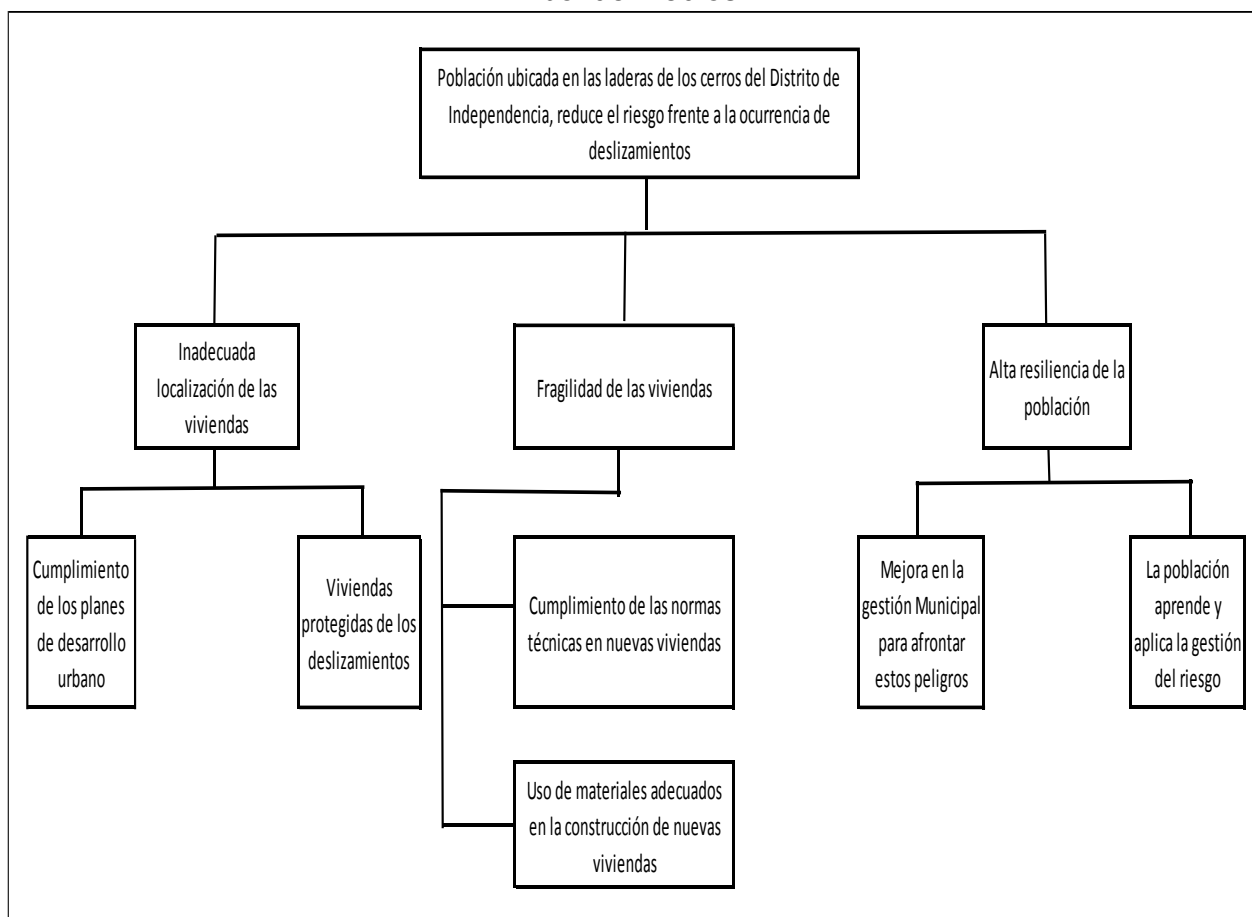 Población ubicada en las laderas de los cerros del Distrito de
Independencia, reduce el riesgo frente a la ocurrencia de
deslizamientos
Inadecuada
localización de las
viviendas
Fragilidad de las viviendas
Alta resiliencia de la
población
Cumplimiento
de los planes
de desarrollo
urbano
Viviendas
protegidas de los
deslizamientos
Cumplimiento de las normas
técnicas en nuevas viviendas
Mejora en la
gestión Municipal
para afrontar
estos peligros
La población
aprende y
aplica la gestión
del riesgo
Uso de materiales adecuados
en la construcción de nuevas
viviendas